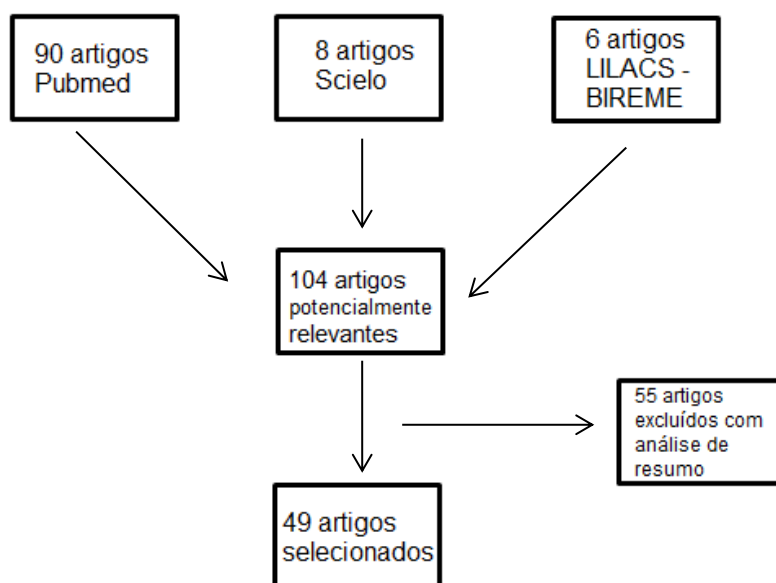 90 artigos
Pubmed
8 artigos
Scielo
6 artigos
LILACS -
BIREME
104 artigos
potencialmente
relevantes
55 artigos
excluídos com
análise de
resumo
49 artigos
selecionados